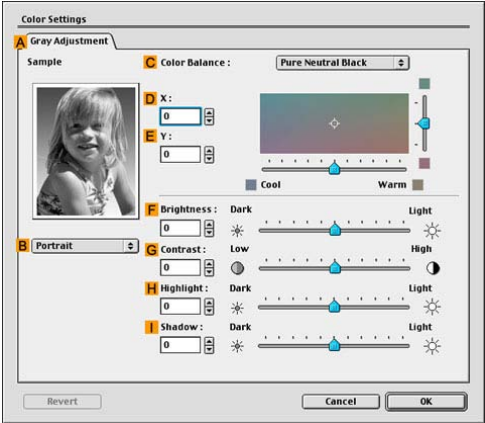 Color Settings
A Gray Adjustment
Sample
C Color Balance : Pure Neutral Black
D X :
0
E Y :
0
Cool Warm
B Portrait
F Brightness : Dark Light
0
G Contrast : Low High
0
H Highlight : Dark Light
0
I Shadow : Dark Light
0
Revert Cancel OK